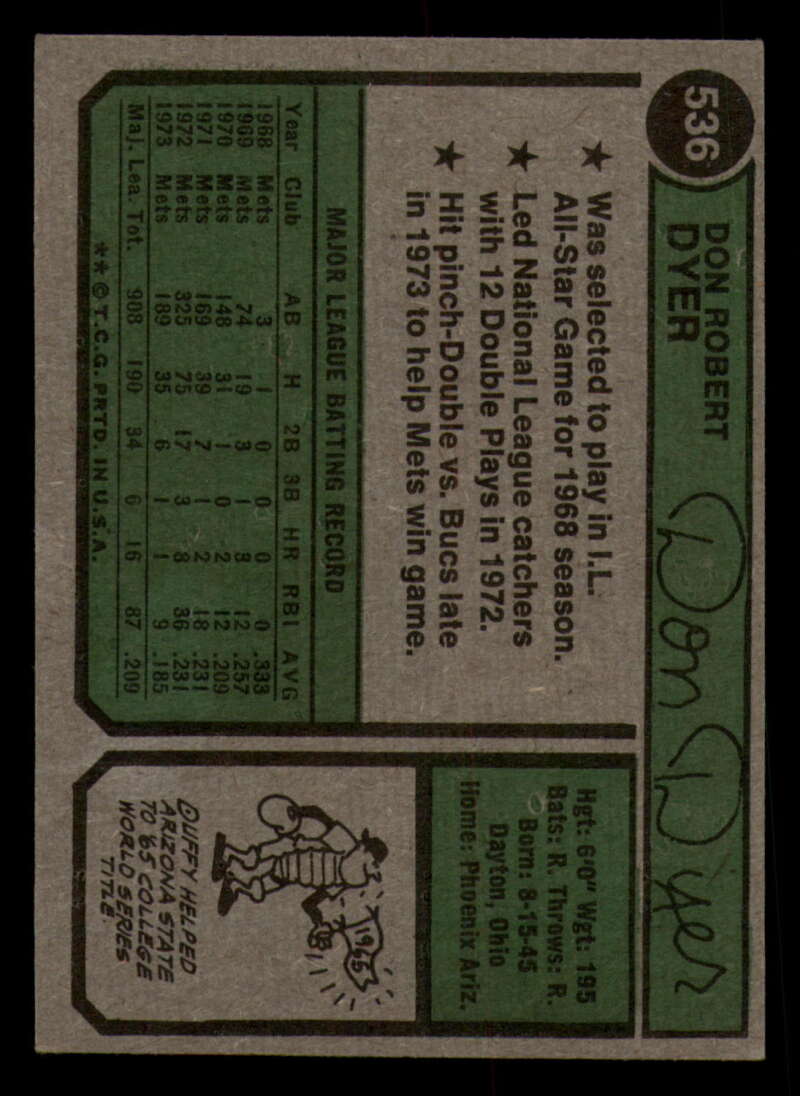 536
DON ROBERT
DYER
Don Dyer
★ Was selected to play in I.L.
All-Star Game for 1968 season.
★ Led National League catchers
with 12 Double Plays in 1972.
★ Hit pinch-Double vs. Bucs late
in 1973 to help Mets win game.
MAJOR LEAGUE BATTING RECORD
Year Club AB H 2B 3B HR RBI AVG
1968 Mets 3 1 0 0 0 0 .333
1969 Mets 74 19 3 1 3 12 .257
1970 Mets 148 31 1 0 2 12 .209
1971 Mets 169 39 7 1 2 18 .231
1972 Mets 325 75 17 3 8 36 .231
1973 Mets 189 35 6 1 1 9 .185
Maj. Lea. Tot. 908 190 34 6 16 87 .209
**©T.C.G. PRTD. IN U.S.A.
Hgt: 6'0" Wgt: 195
Bats: R. Throws: R.
Born: 8-15-45
Dayton, Ohio
Home: Phoenix Ariz.
1965
DUFFY HELPED
ARIZONA STATE
TO '65 COLLEGE
WORLD SERIES
TITLE.